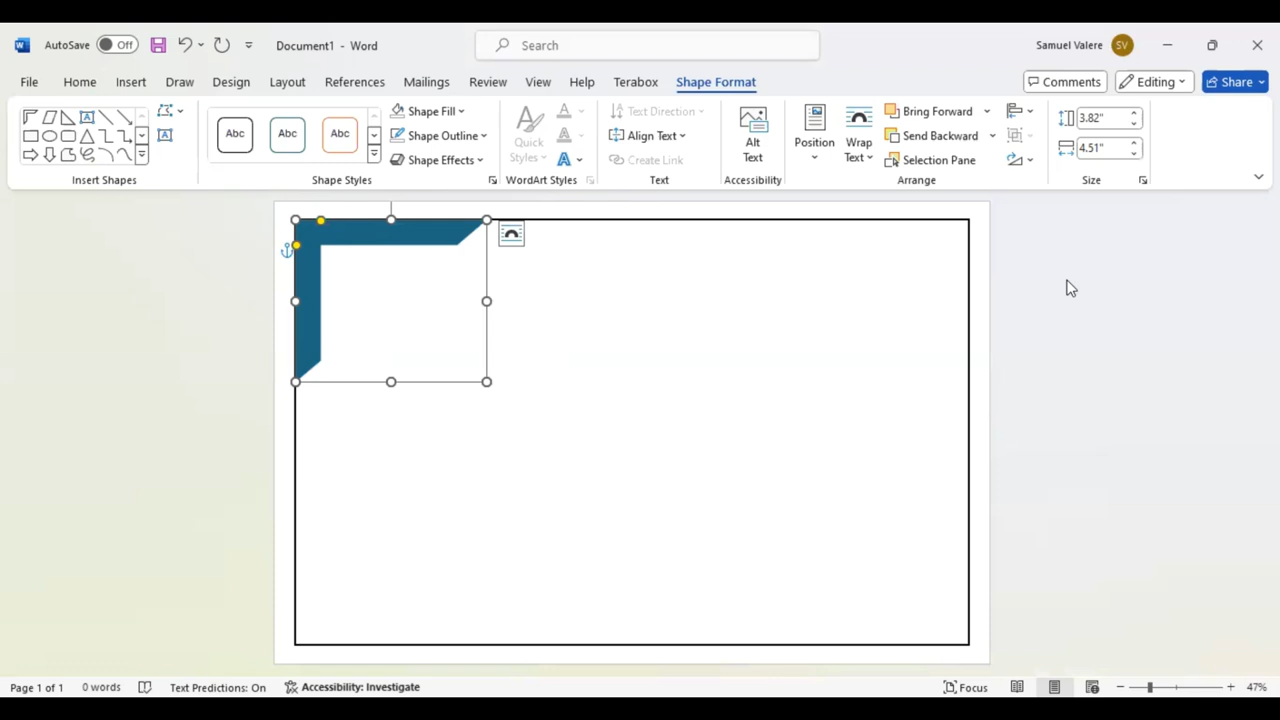 AutoSave Off Document1 - Word Search Samuel Valere SV
File Home Insert Draw Design Layout References Mailings Review View Help Terabox Shape Format Comments Editing Share
Abc Abc Abc
Shape Fill
Shape Outline
Shape Effects
Quick
Styles
Text Direction
Align Text
Create Link
Alt
Text
Position
Wrap
Text
Bring Forward
Send Backward
Selection Pane
3.82"
4.51"
Insert Shapes Shape Styles WordArt Styles Text Accessibility Arrange Size
Page 1 of 1 0 words Text Predictions: On Accessibility: Investigate Focus 47%